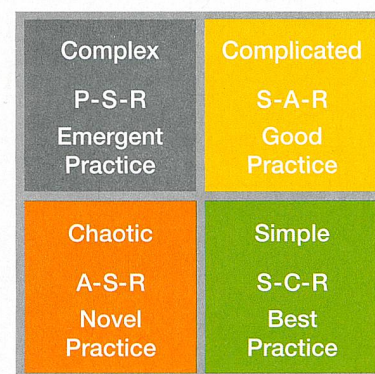 Complex
P-S-R
Emergent
Practice
Complicated
S-A-R
Good
Practice
Chaotic
A-S-R
Novel
Practice
Simple
S-C-R
Best
Practice